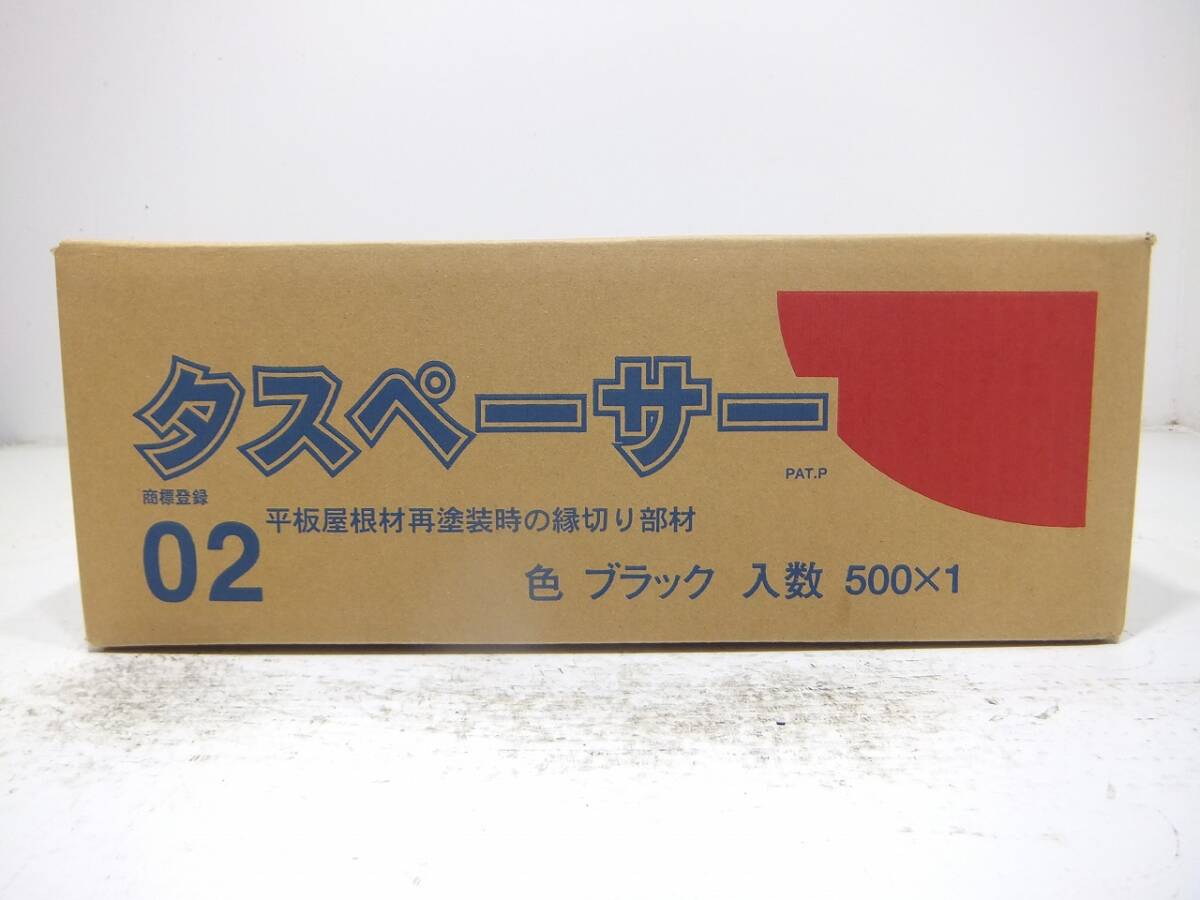 タスペーサー
PAT.P
商標登録
02
平板屋根材再塗装時の縁切り部材
色 ブラック 入数 500×1